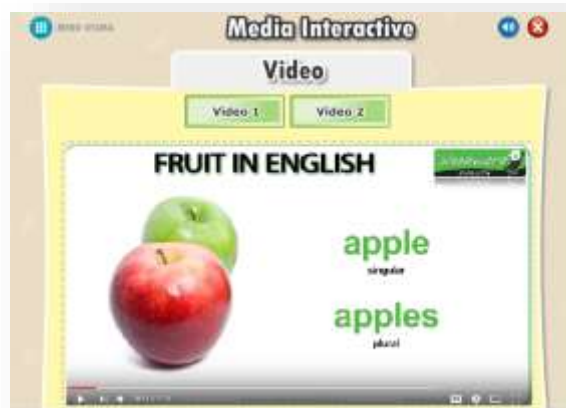 Media Interactive
Video
Video 1
Video 2
FRUIT IN ENGLISH
apple
singular
apples
plural